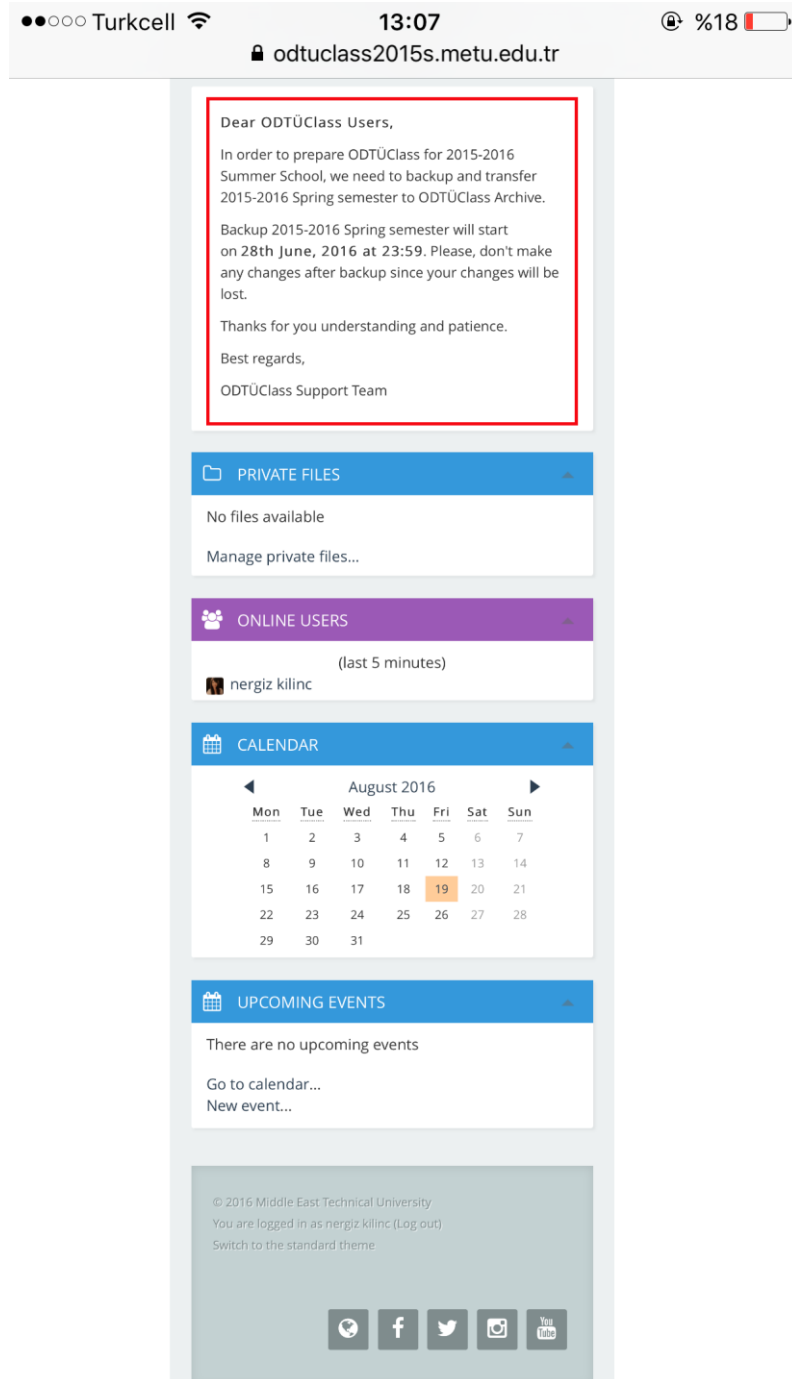 Turkcell 13:07 %18
odtuclass2015s.metu.edu.tr
Dear ODTÜClass Users,
In order to prepare ODTÜClass for 2015-2016
Summer School, we need to backup and transfer
2015-2016 Spring semester to ODTÜClass Archive.
Backup 2015-2016 Spring semester will start
on 28th June, 2016 at 23:59. Please, don't make
any changes after backup since your changes will be
lost.
Thanks for you understanding and patience.
Best regards,
ODTÜClass Support Team
PRIVATE FILES
No files available
Manage private files...
ONLINE USERS
(last 5 minutes)
nergiz kilinc
CALENDAR
August 2016
Mon Tue Wed Thu Fri Sat Sun
1 2 3 4 5 6 7
8 9 10 11 12 13 14
15 16 17 18 19 20 21
22 23 24 25 26 27 28
29 30 31
UPCOMING EVENTS
There are no upcoming events
Go to calendar...
New event...
© 2016 Middle East Technical University
You are logged in as nergiz kilinc (Log out)
Switch to the standard theme
You
Tube